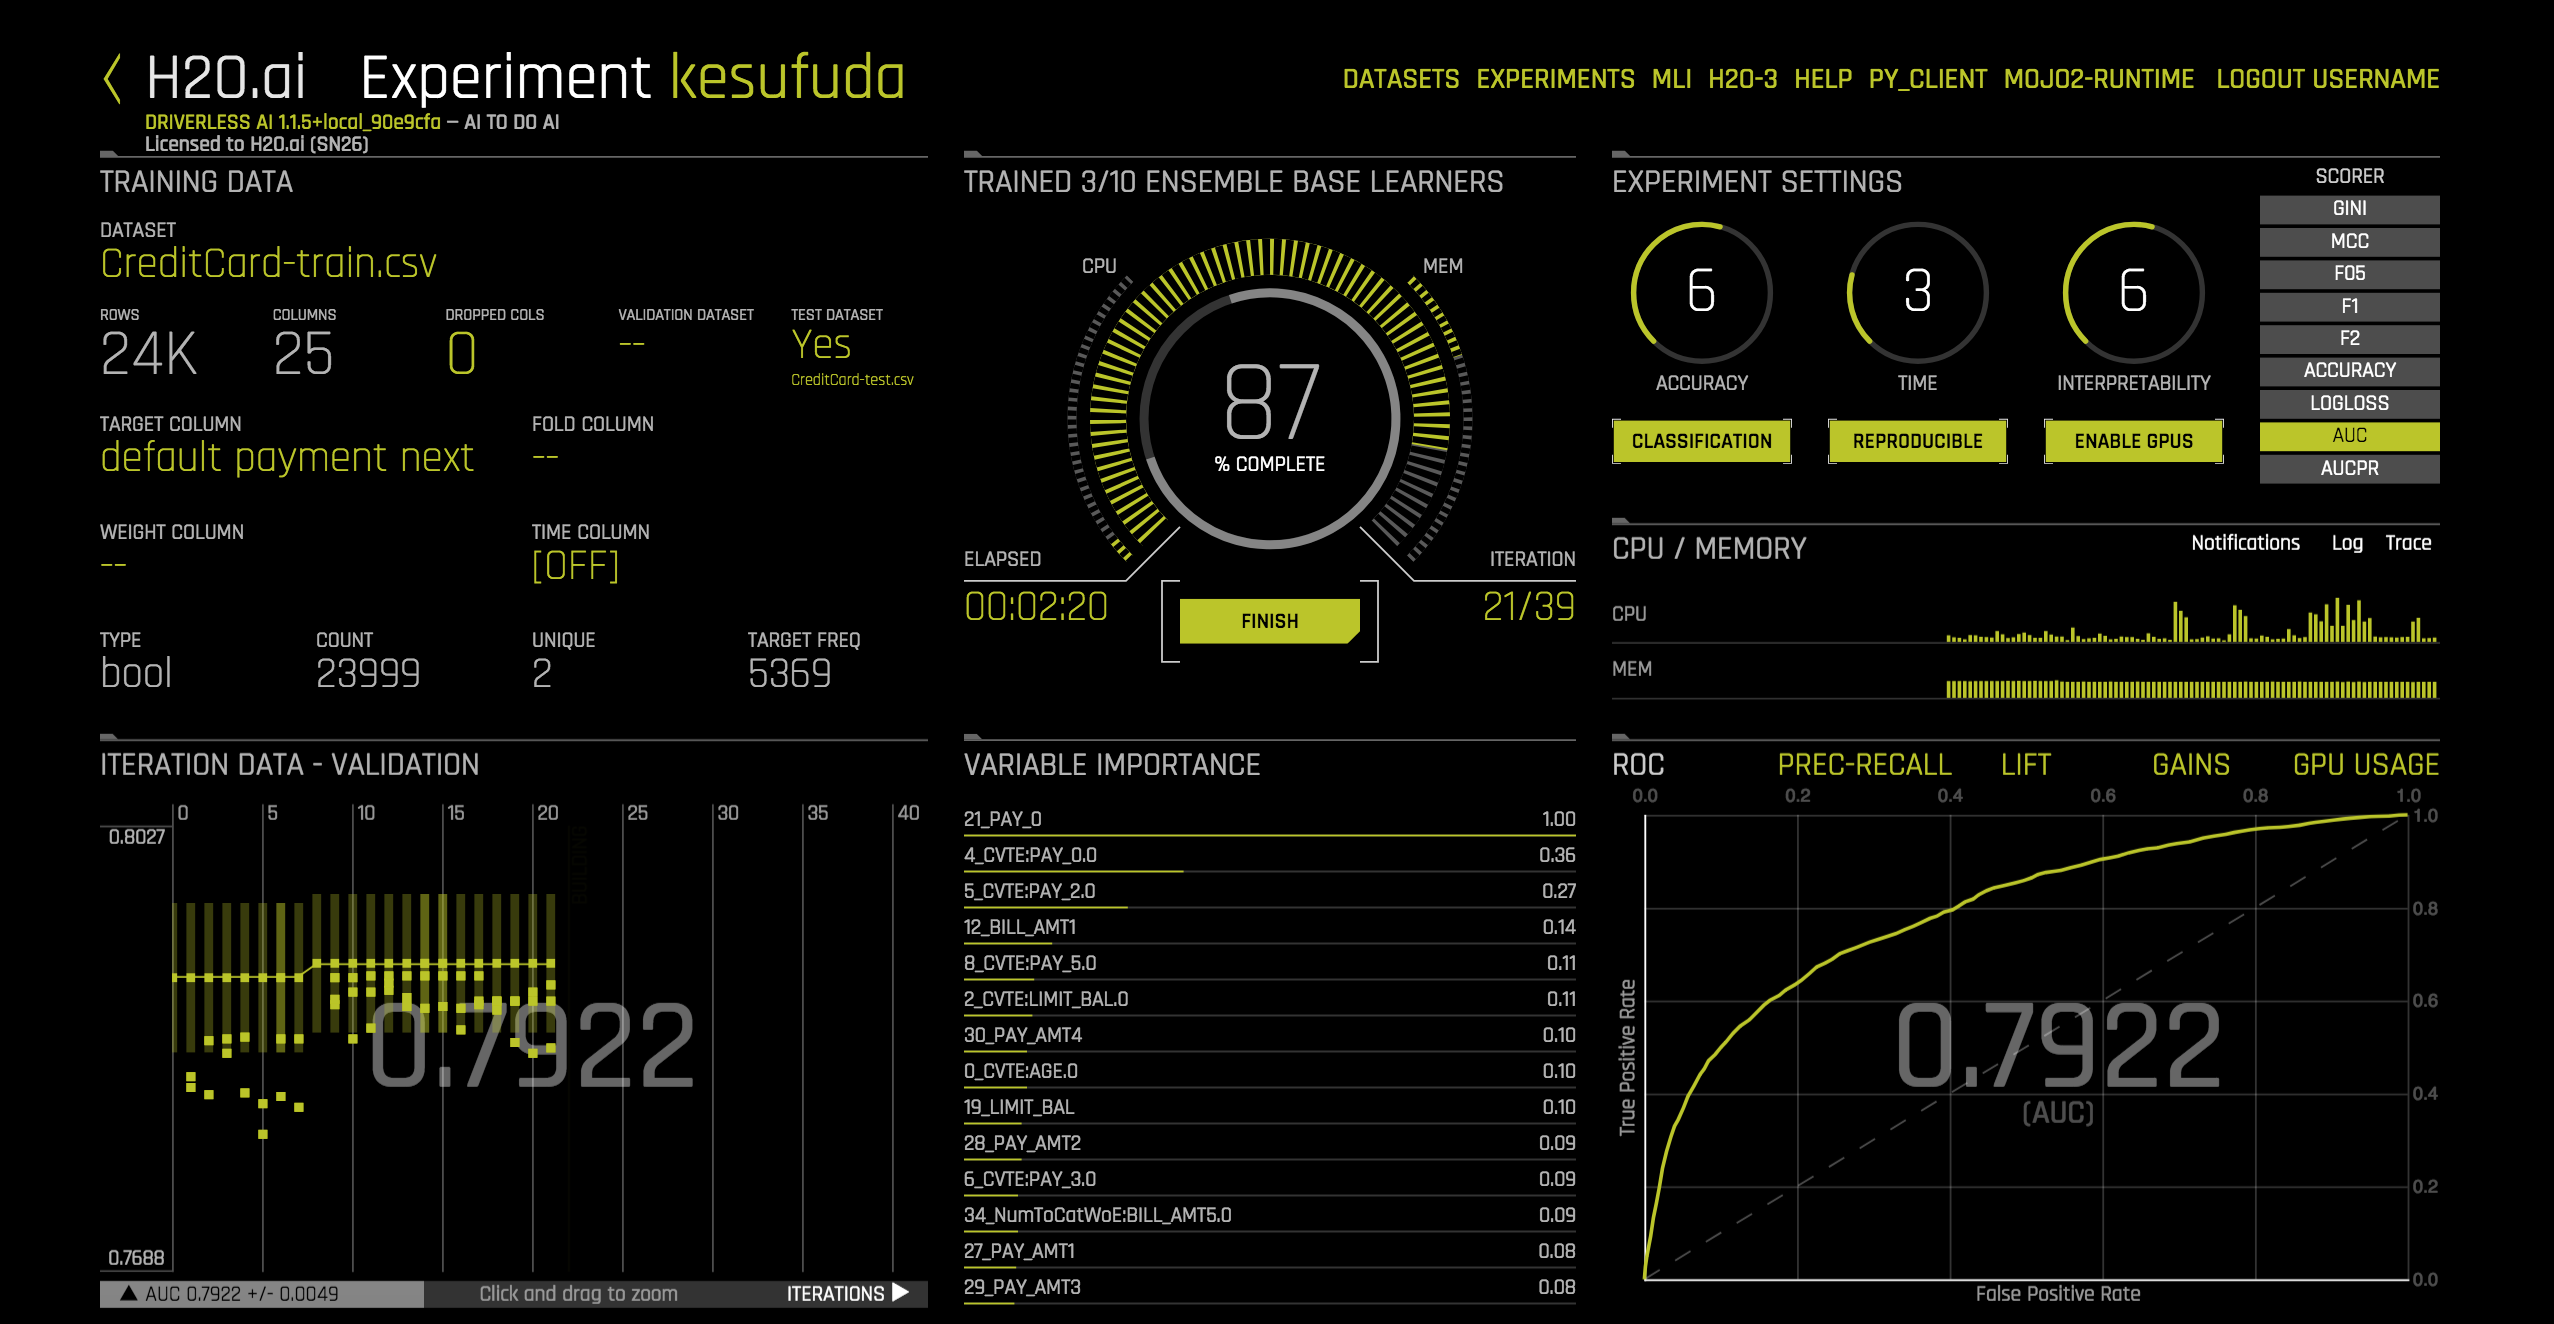 H2O.ai Experiment kesufuda
DATASETS EXPERIMENTS MLI H2O-3 HELP PY_CLIENT MOJO2-RUNTIME LOGOUT USERNAME
DRIVERLESS AI 1.1.5+local_90e9cfa – AI TO DO AI
Licensed to H2O.ai (SN26)
TRAINING DATA
DATASET
CreditCard-train.csv
ROWS COLUMNS DROPPED COLS VALIDATION DATASET TEST DATASET
24K 25 0 -- Yes
CreditCard-test.csv
TARGET COLUMN FOLD COLUMN
default payment next --
WEIGHT COLUMN TIME COLUMN
-- [OFF]
TYPE COUNT UNIQUE TARGET FREQ
bool 23999 2 5369
TRAINED 3/10 ENSEMBLE BASE LEARNERS
CPU MEM
87
% COMPLETE
ELAPSED ITERATION
00:02:20 21/39
FINISH
EXPERIMENT SETTINGS
6 3 6
ACCURACY TIME INTERPRETABILITY
CLASSIFICATION REPRODUCIBLE ENABLE GPUS
SCORER
GINI
MCC
F05
F1
F2
ACCURACY
LOGLOSS
AUC
AUCPR
CPU / MEMORY Notifications Log Trace
CPU
MEM
ITERATION DATA - VALIDATION
0 5 10 15 20 25 30 35 40
0.8027
BUILDING
0.7922
0.7688
▲ AUC 0.7922 +/- 0.0049 Click and drag to zoom ITERATIONS ▶
VARIABLE IMPORTANCE
21_PAY_0 1.00
4_CVTE:PAY_0.0 0.36
5_CVTE:PAY_2.0 0.27
12_BILL_AMT1 0.14
8_CVTE:PAY_5.0 0.11
2_CVTE:LIMIT_BAL.0 0.11
30_PAY_AMT4 0.10
0_CVTE:AGE.0 0.10
19_LIMIT_BAL 0.10
28_PAY_AMT2 0.09
6_CVTE:PAY_3.0 0.09
34_NumToCatWoE:BILL_AMT5.0 0.09
27_PAY_AMT1 0.08
29_PAY_AMT3 0.08
ROC PREC-RECALL LIFT GAINS GPU USAGE
0.0 0.2 0.4 0.6 0.8 1.0
1.0
0.8
0.6
0.4
0.2
0.0
True Positive Rate
0.7922
(AUC)
False Positive Rate